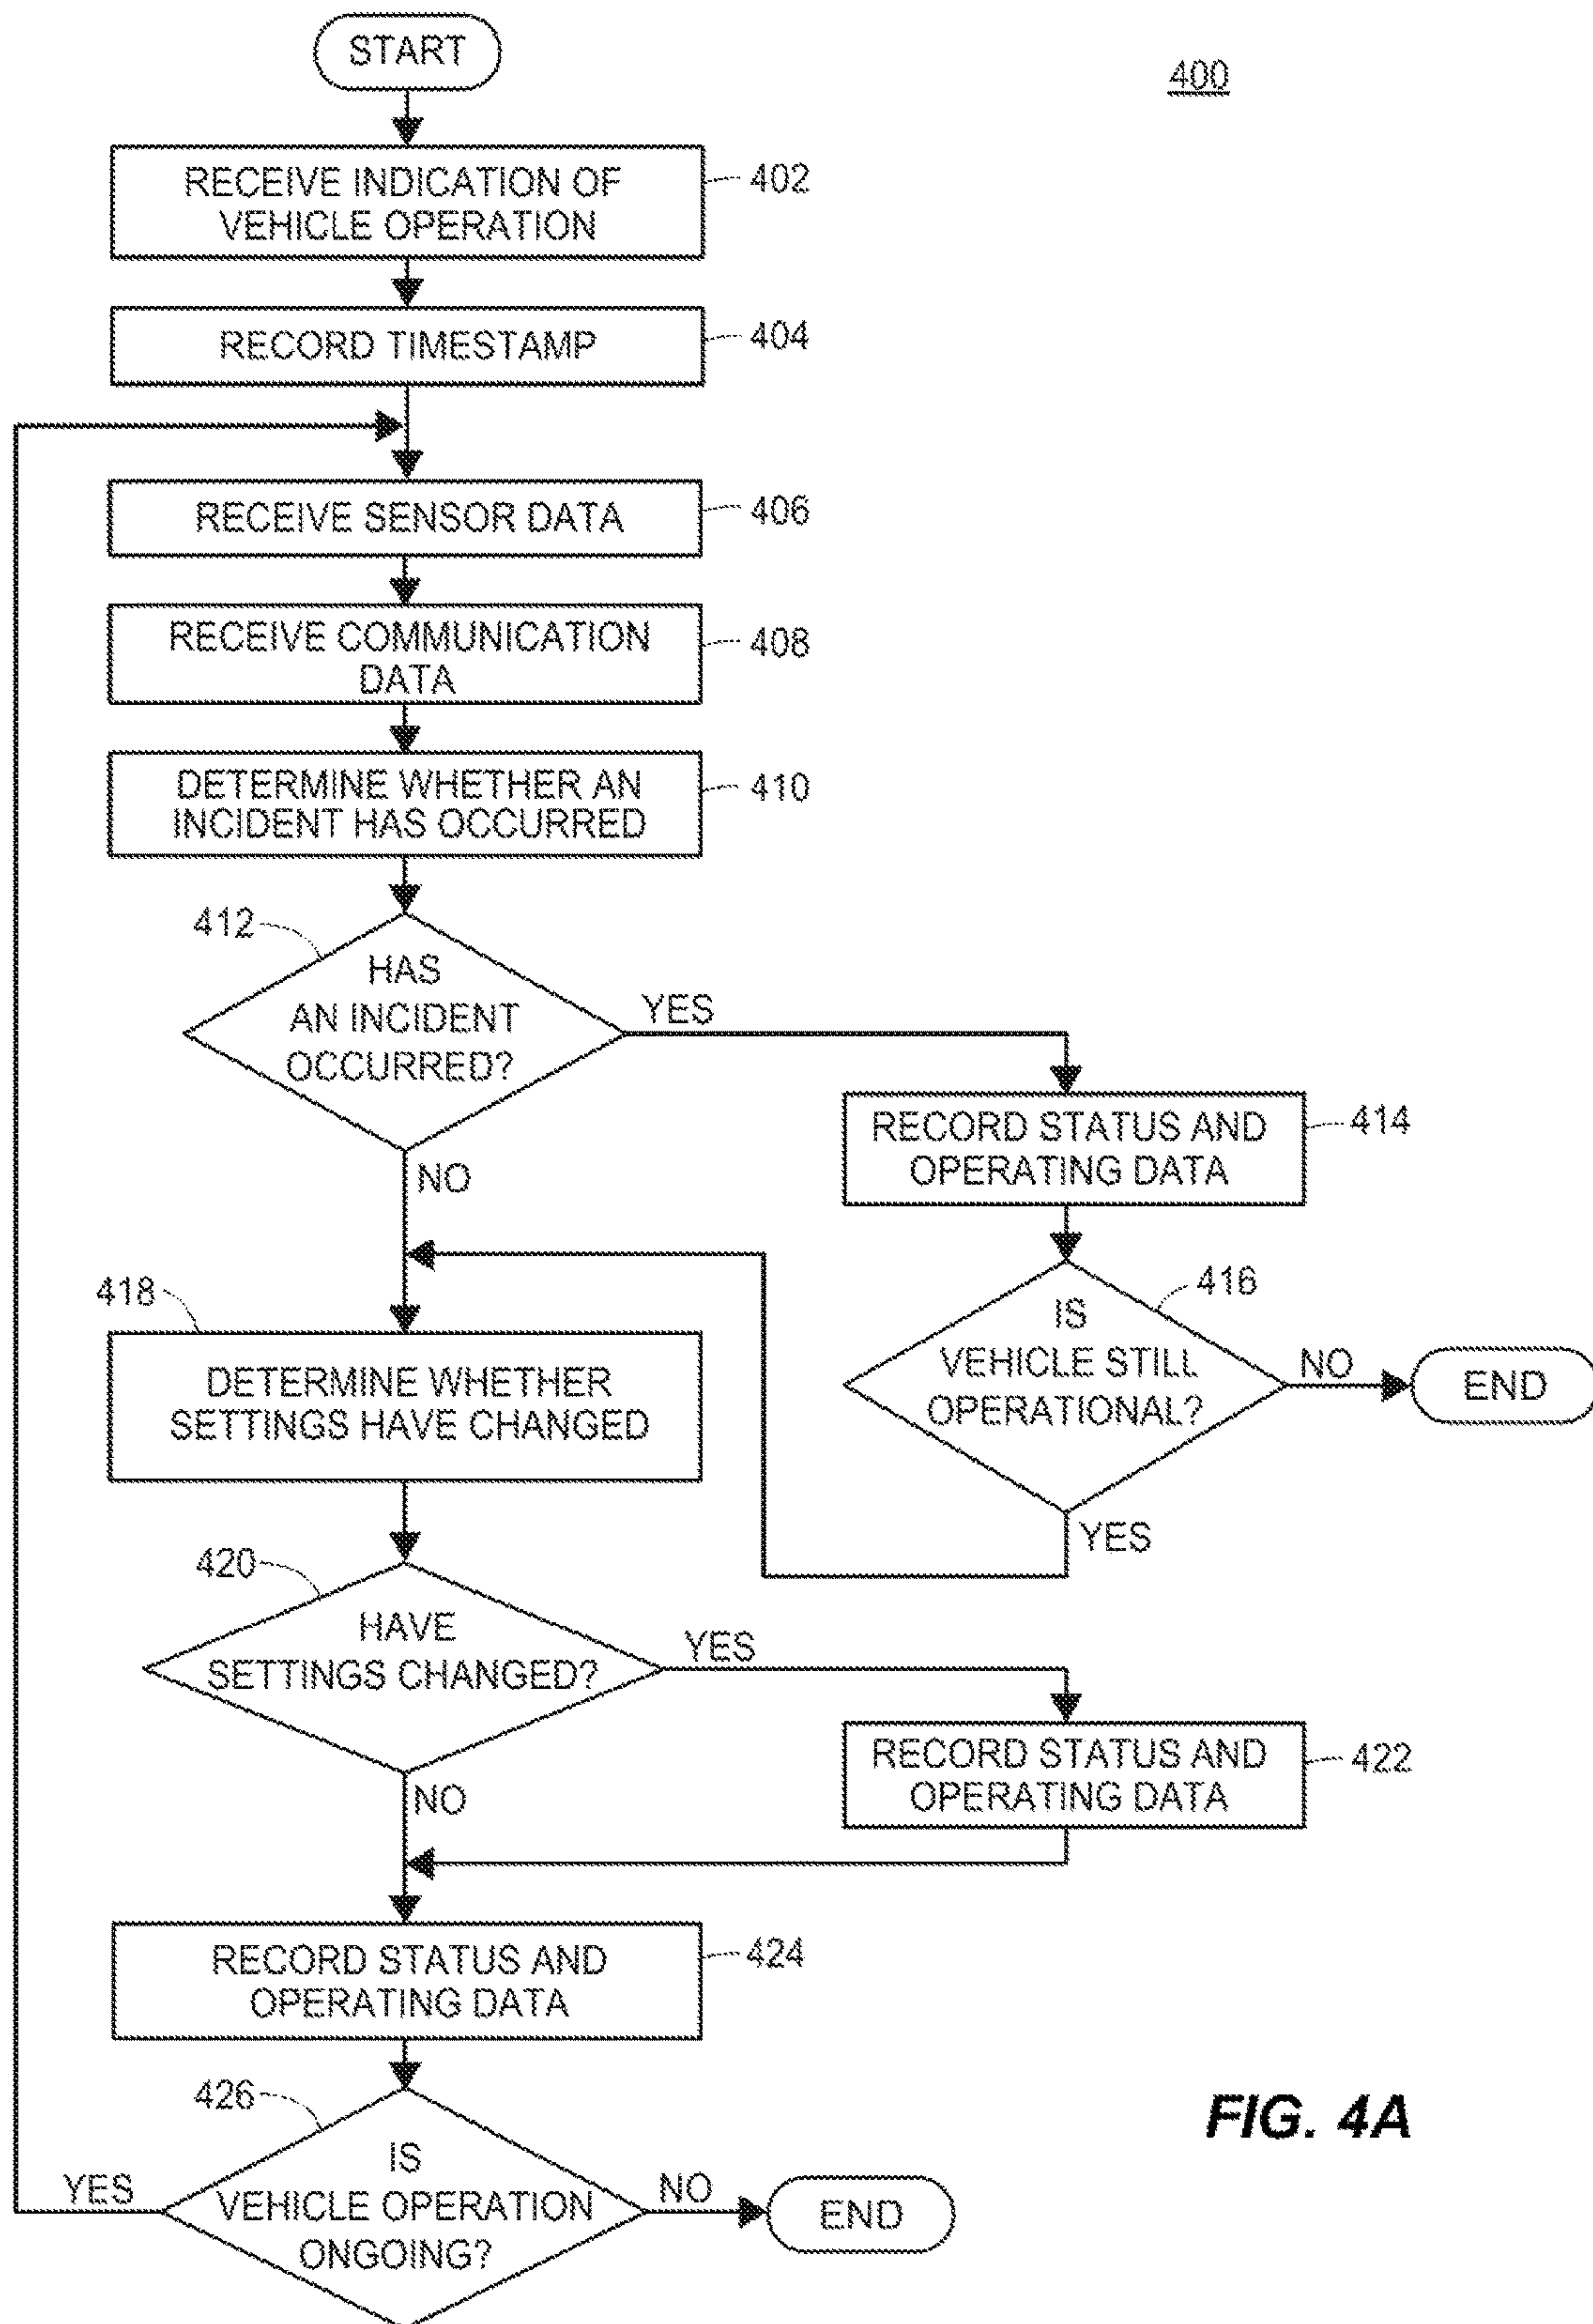 START
400
RECEIVE INDICATION OF
VEHICLE OPERATION
402
RECORD TIMESTAMP
404
RECEIVE SENSOR DATA
406
RECEIVE COMMUNICATION
DATA
408
DETERMINE WHETHER AN
INCIDENT HAS OCCURRED
410
412
HAS
AN INCIDENT
OCCURRED?
YES
NO
RECORD STATUS AND
OPERATING DATA
414
416
IS
VEHICLE STILL
OPERATIONAL?
NO
END
YES
418
DETERMINE WHETHER
SETTINGS HAVE CHANGED
420
HAVE
SETTINGS CHANGED?
YES
NO
RECORD STATUS AND
OPERATING DATA
422
RECORD STATUS AND
OPERATING DATA
424
426
IS
VEHICLE OPERATION
ONGOING?
YES
NO
END
FIG. 4A